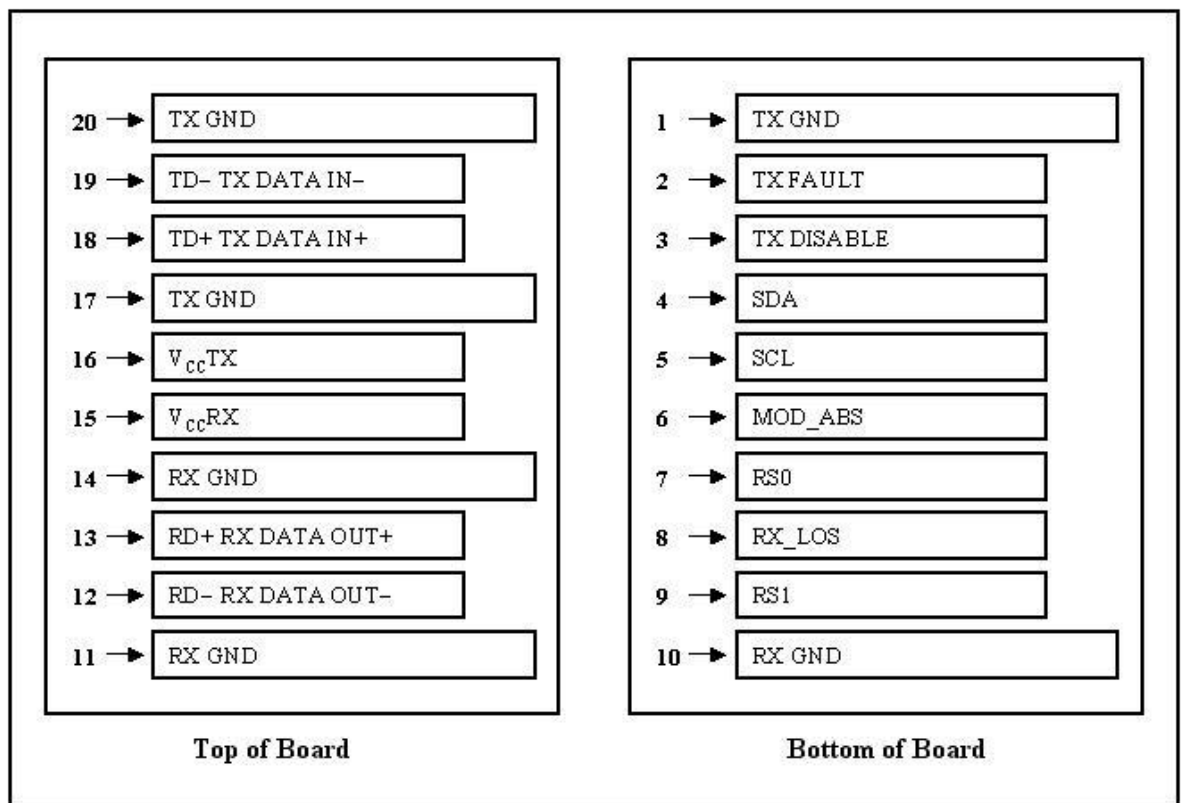 20 TX GND
19 TD– TX DATA IN–
18 TD+ TX DATA IN+
17 TX GND
16 VCCTX
15 VCCRX
14 RX GND
13 RD+ RX DATA OUT+
12 RD– RX DATA OUT–
11 RX GND
Top of Board
1 TX GND
2 TX FAULT
3 TX DISABLE
4 SDA
5 SCL
6 MOD_ABS
7 RS0
8 RX_LOS
9 RS1
10 RX GND
Bottom of Board